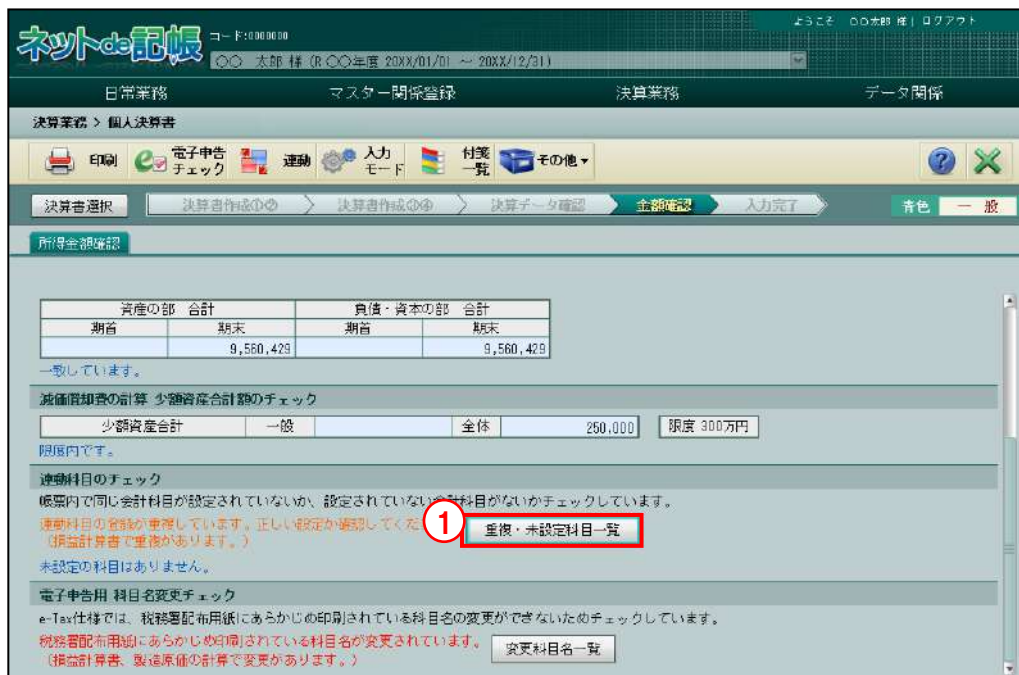 ようこそ 〇〇太郎 様 | ログアウト
ネットde記帳 コード:0000000
〇〇 太郎 様 (R〇〇年度 20XX/01/01 ～ 20XX/12/31)
日常業務 マスター関係登録 決算業務 データ関係
決算業務 > 個人決算書
印刷 電子申告チェック 連動 入力モード 付箋一覧 その他▼
決算書選択 決算書作成①② 決算書作成③④ 決算データ確認 金額確認 入力完了 青色 一 般
所得金額確認
資産の部 合計 負債・資本の部 合計
期首 期末 期首 期末
9,560,429 9,560,429
一致しています。
減価償却費の計算 少額資産合計額のチェック
少額資産合計 一般 全体 250,000 限度 300万円
限度内です。
連動科目のチェック
帳票内で同じ会計科目が設定されていないか、設定されていない会計科目がないかチェックしています。
連動科目の登録が重複しています。正しい設定か確認してくだ ① 重複・未設定科目一覧
(損益計算書で重複があります。)
未設定の科目はありません。
電子申告用 科目名変更チェック
e-Tax仕様では、税務署配布用紙にあらかじめ印刷されている科目名の変更ができないためチェックしています。
税務署配布用紙にあらかじめ印刷されている科目名が変更されています。 変更科目名一覧
(損益計算書、製造原価の計算で変更があります。)